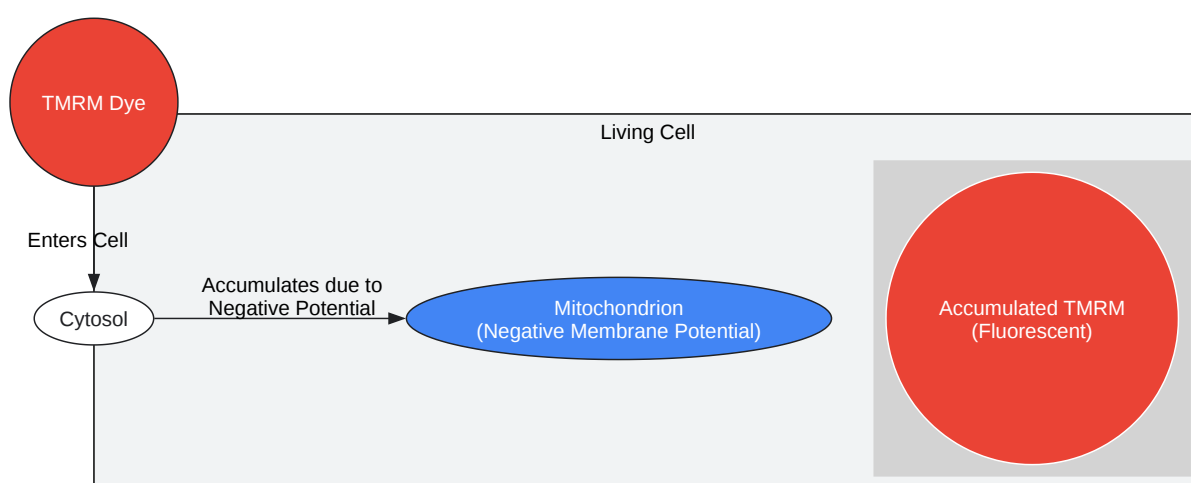 TMRM Dye
Living Cell
Enters Cell
Cytosol
Accumulates due to
Negative Potential
Mitochondrion
(Negative Membrane Potential)
Accumulated TMRM
(Fluorescent)